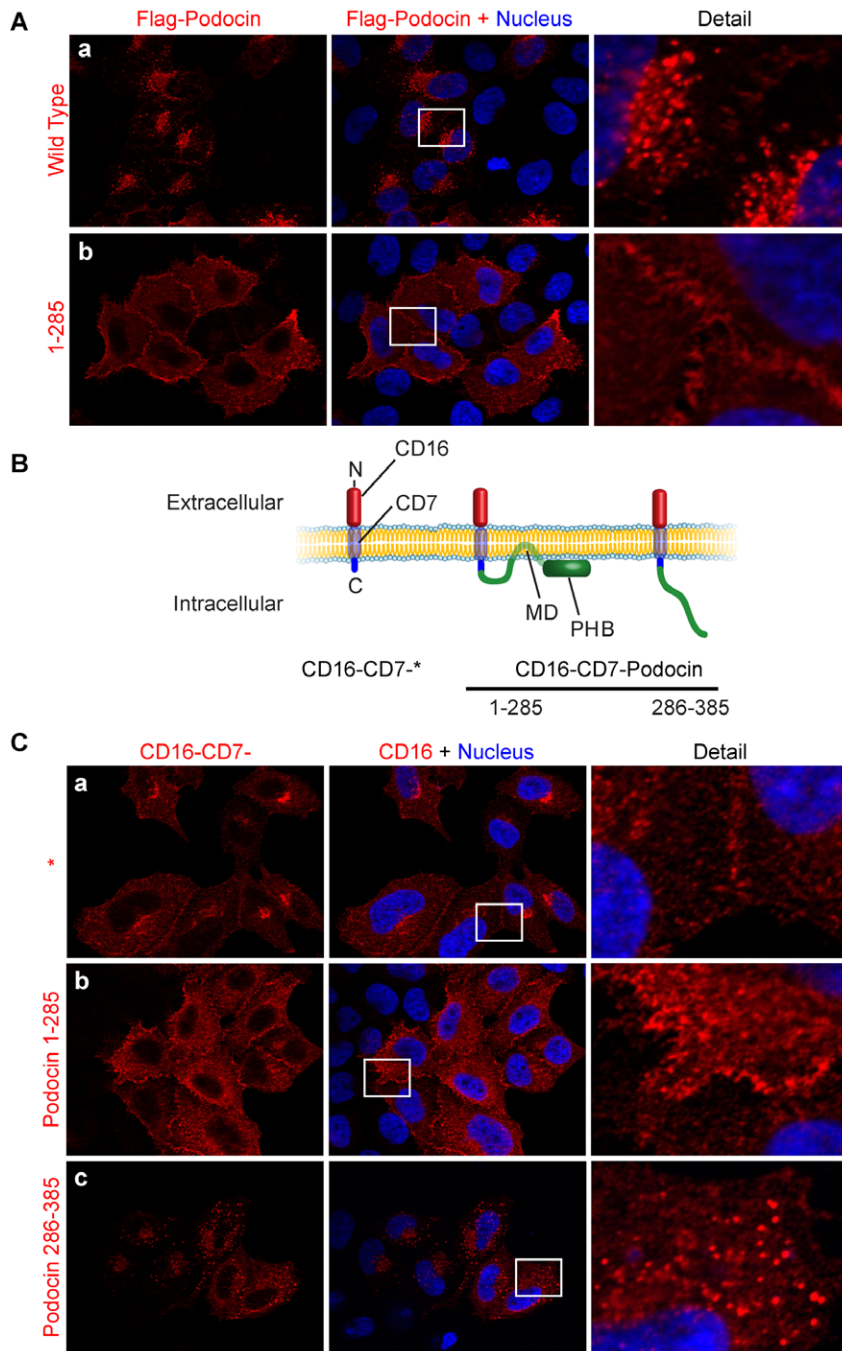 A
Flag-Podocin
Flag-Podocin + Nucleus
Detail
Wild Type
a
1-285
b
B
N
CD16
Extracellular
CD7
C
Intracellular
MD
PHB
CD16-CD7-*
CD16-CD7-Podocin
1-285
286-385
C
CD16-CD7-
CD16 + Nucleus
Detail
*
a
Podocin 1-285
b
Podocin 286-385
c